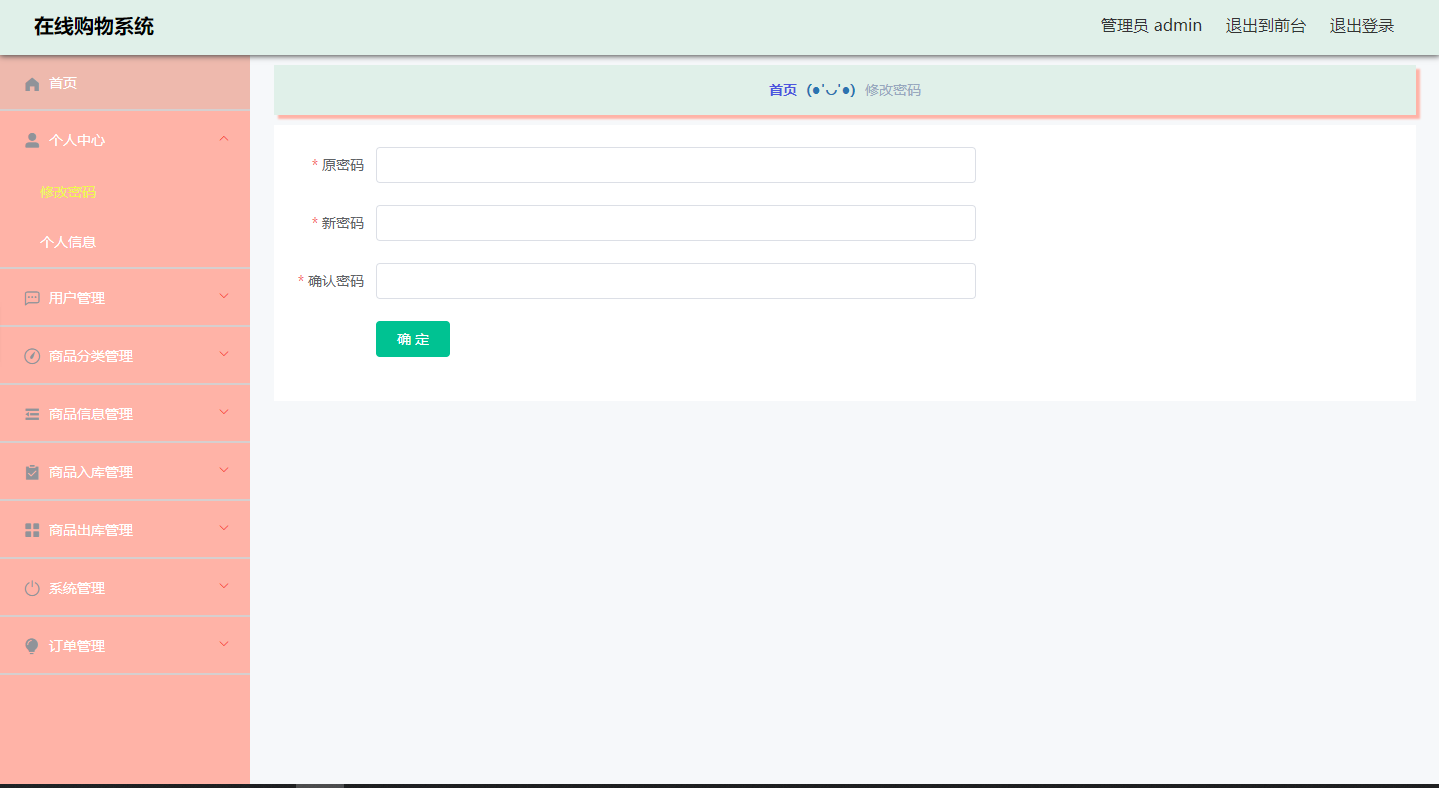 在线购物系统
管理员 admin 退出到前台 退出登录
首页
个人中心
修改密码
个人信息
用户管理
商品分类管理
商品信息管理
商品入库管理
商品出库管理
系统管理
订单管理
首页 (●'◡'●) 修改密码
* 原密码
* 新密码
* 确认密码
确 定